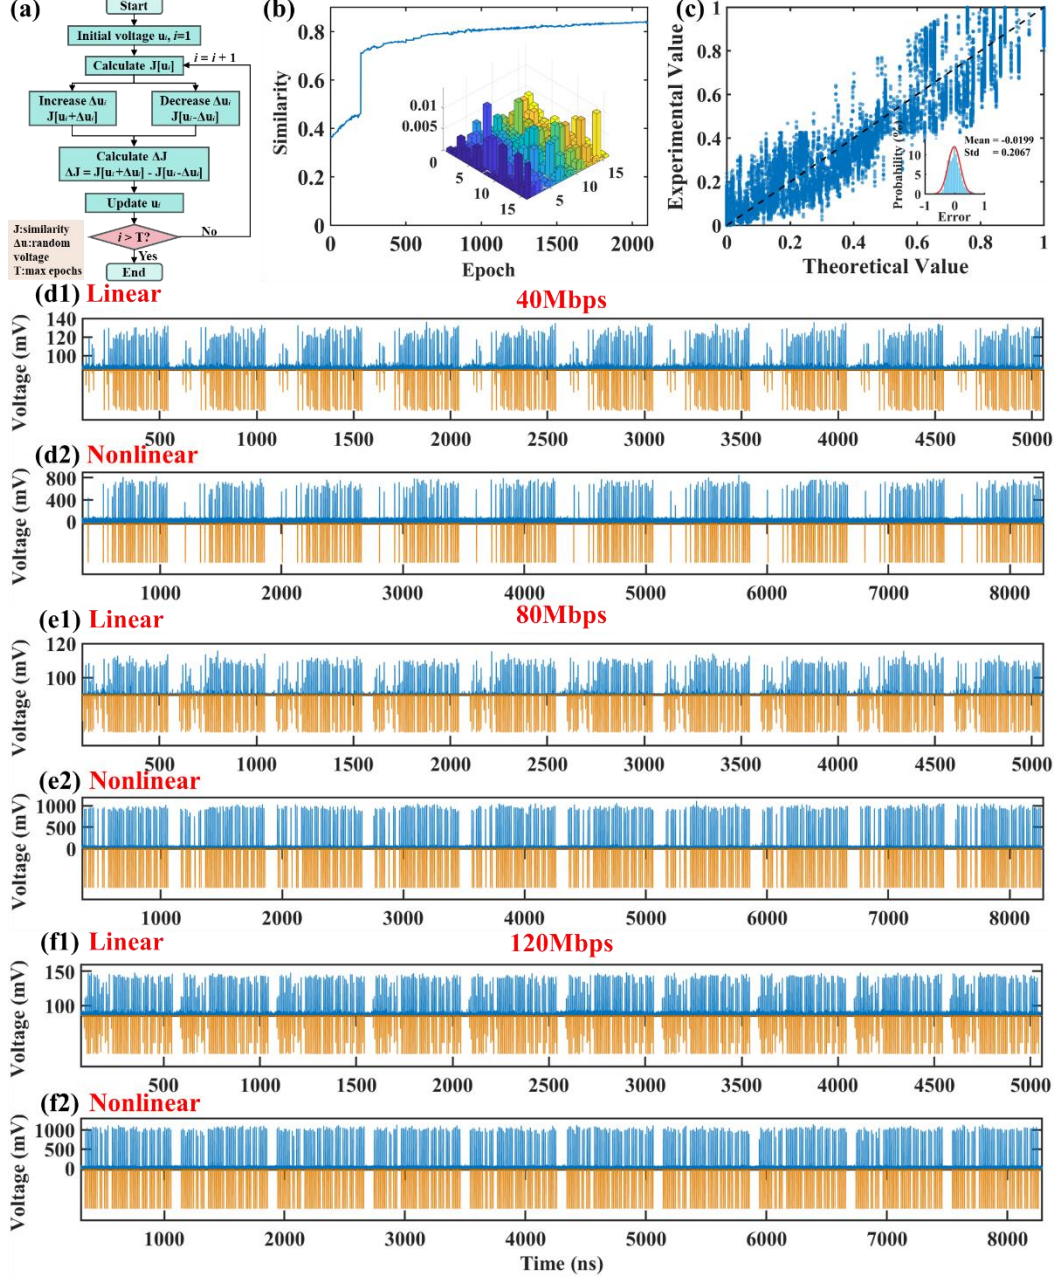 (a)
Start
Initial voltage uᵢ, i=1
Calculate J[uᵢ]
i = i + 1
Increase Δuᵢ
J[uᵢ+Δuᵢ]
Decrease Δuᵢ
J[uᵢ-Δuᵢ]
Calculate ΔJ
ΔJ = J[uᵢ+Δuᵢ] - J[uᵢ-Δuᵢ]
Update uᵢ
i > T?
No
Yes
End
J:similarity
Δu:random
voltage
T:max epochs
(b)
Similarity
0.8
0.6
0.4
0.2
0
0 500 1000 1500 2000
Epoch
0.01
0.005
0
5
10
15
5
10
15
(c)
Experimental Value
1
0.8
0.6
0.4
0.2
0
0 0.2 0.4 0.6 0.8 1
Theoretical Value
Mean = -0.0199
Std = 0.2067
Probability (%)
10
5
0
-1 0 1
Error
(d1) Linear
40Mbps
Voltage (mV)
140
120
100
500 1000 1500 2000 2500 3000 3500 4000 4500 5000
(d2) Nonlinear
Voltage (mV)
800
400
0
1000 2000 3000 4000 5000 6000 7000 8000
(e1) Linear
80Mbps
Voltage (mV)
120
100
500 1000 1500 2000 2500 3000 3500 4000 4500 5000
(e2) Nonlinear
Voltage (mV)
1000
500
0
1000 2000 3000 4000 5000 6000 7000 8000
(f1) Linear
120Mbps
Voltage (mV)
150
100
500 1000 1500 2000 2500 3000 3500 4000 4500 5000
(f2) Nonlinear
Voltage (mV)
1000
500
0
1000 2000 3000 4000 5000 6000 7000 8000
Time (ns)